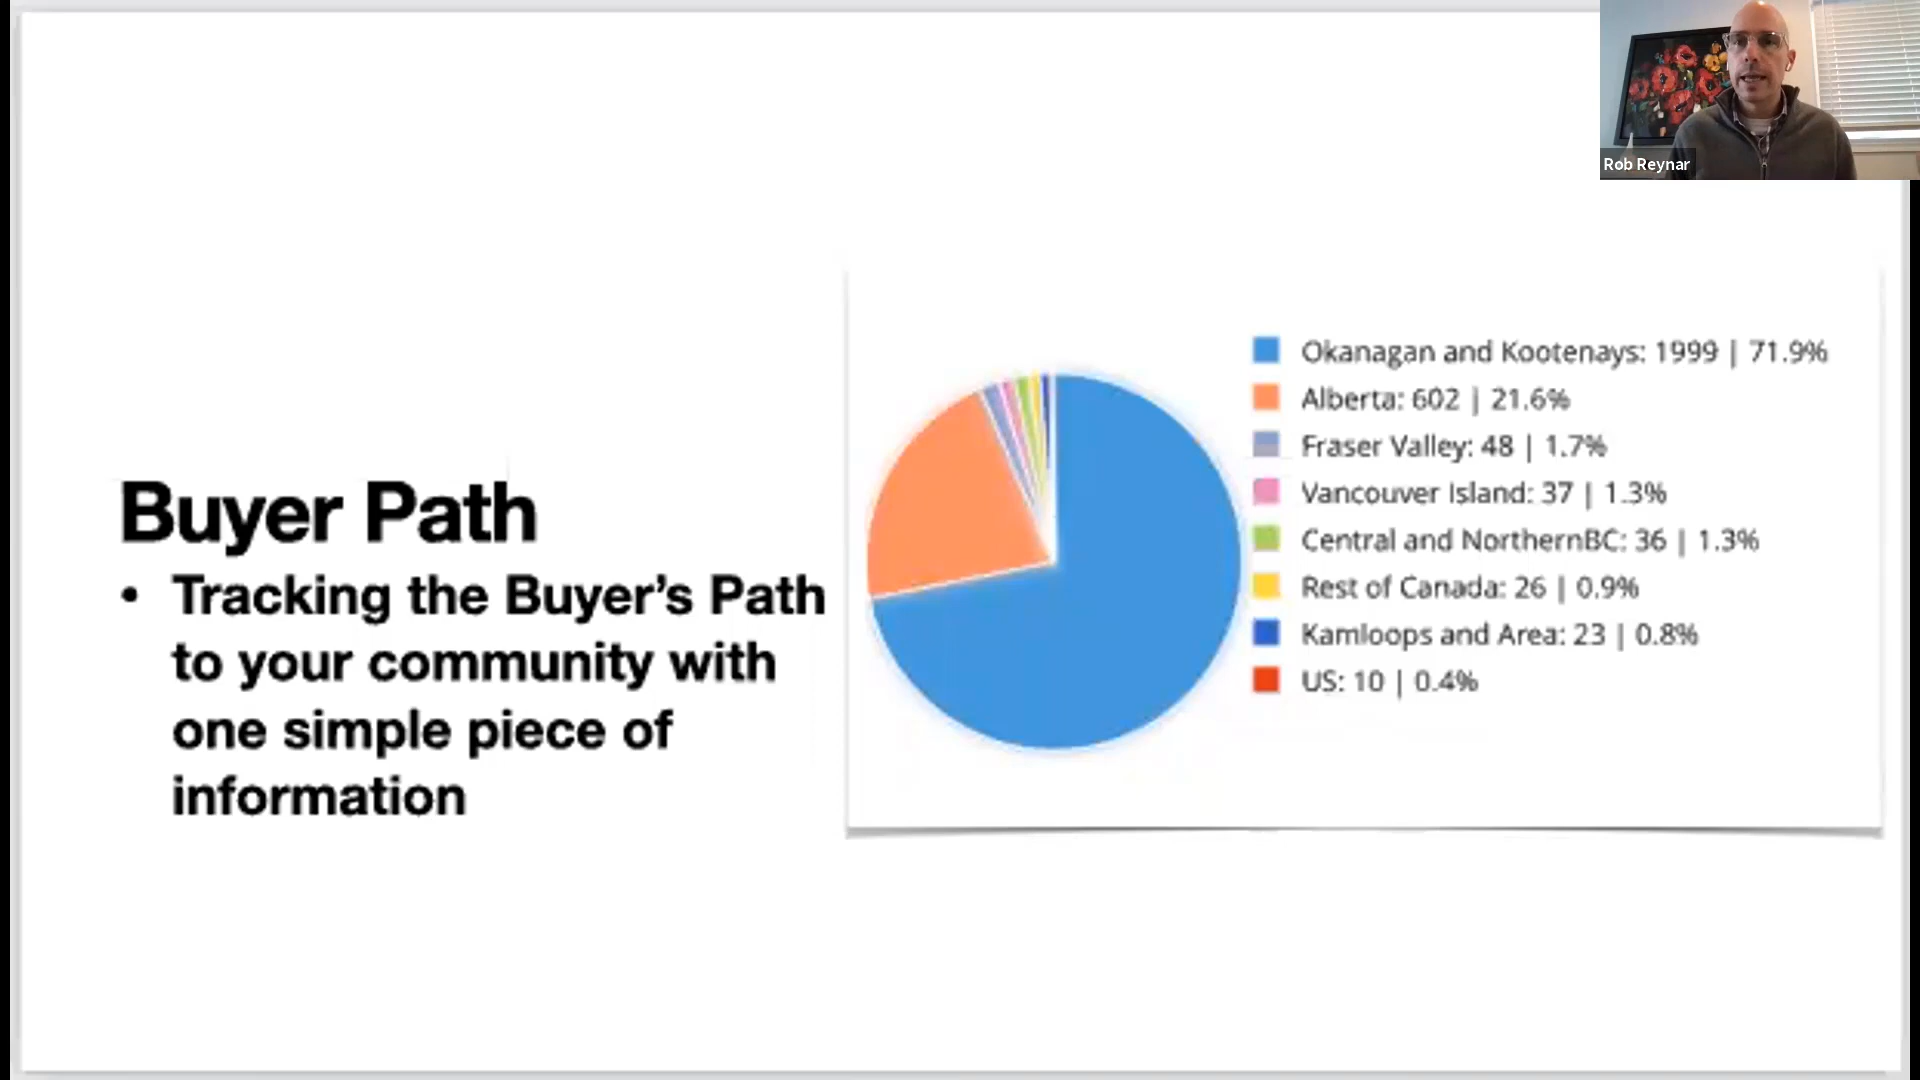 Rob Reynar
Buyer Path
• Tracking the Buyer’s Path
to your community with
one simple piece of
information
Okanagan and Kootenays: 1999 | 71.9%
Alberta: 602 | 21.6%
Fraser Valley: 48 | 1.7%
Vancouver Island: 37 | 1.3%
Central and NorthernBC: 36 | 1.3%
Rest of Canada: 26 | 0.9%
Kamloops and Area: 23 | 0.8%
US: 10 | 0.4%